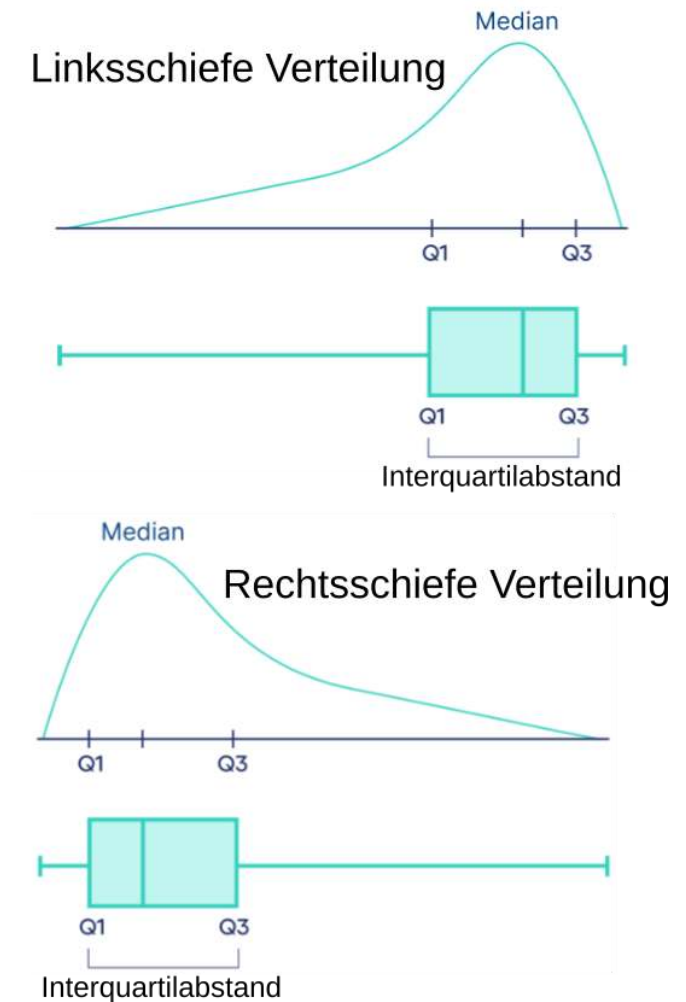 Median
Linksschiefe Verteilung
Q1 Q3
Q1 Q3
Interquartilabstand
Median
Rechtsschiefe Verteilung
Q1 Q3
Q1 Q3
Interquartilabstand